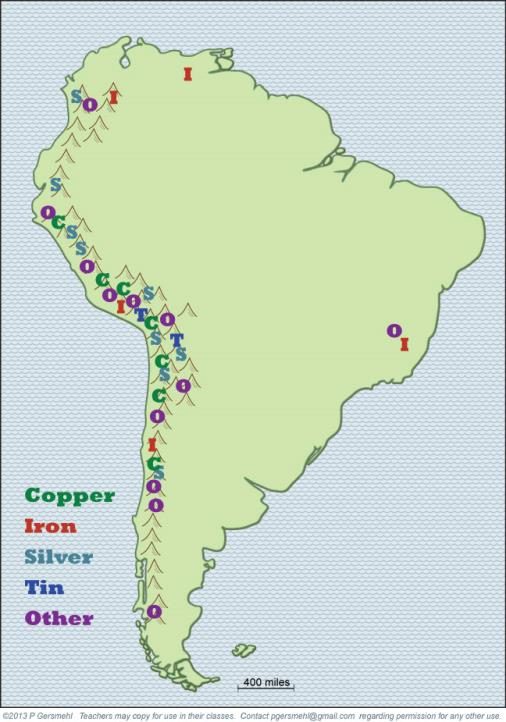 I
S
I
O
S
O
C
S
S
O
C
C
S
O
O
I
T
C
O
S
T
S
C
S
O
C
O
I
C
S
O
O
O
I
O
Copper
Iron
Silver
Tin
Other
400 miles
©2013 P Gersmehl Teachers may copy for use in their classes. Contact pgersmehl@gmail.com regarding permission for any other use.